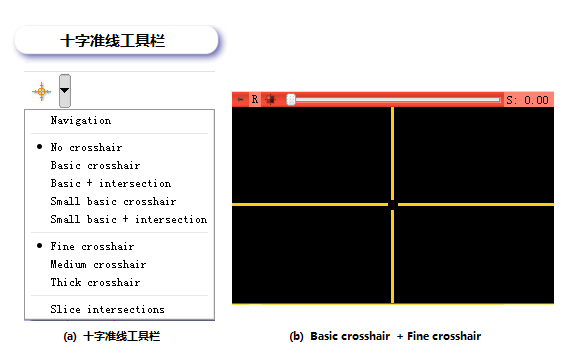 十字准线工具栏
Navigation
No crosshair
Basic crosshair
Basic + intersection
Small basic crosshair
Small basic + intersection
Fine crosshair
Medium crosshair
Thick crosshair
Slice intersections
(a) 十字准线工具栏
R
S: 0.00
(b) Basic crosshair + Fine crosshair